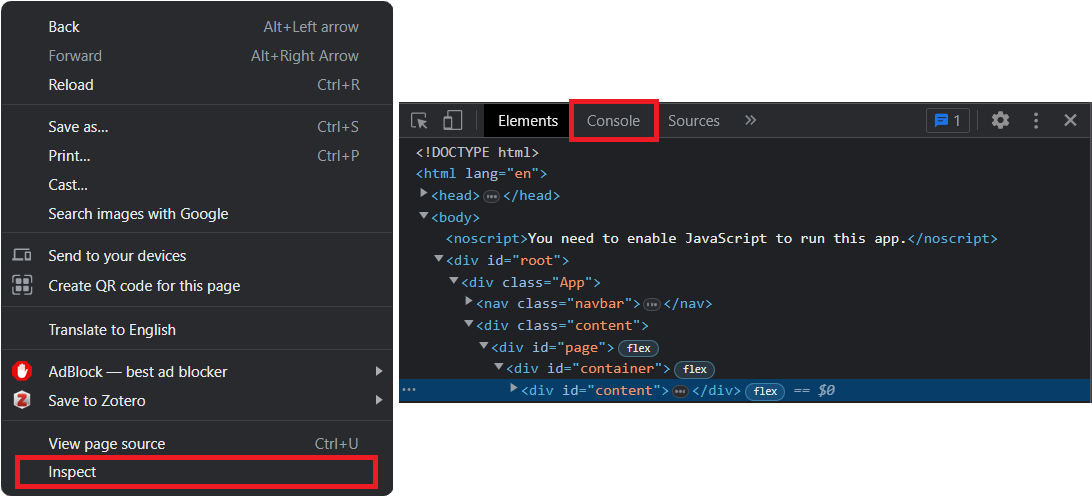 Back Alt+Left arrow
Forward Alt+Right Arrow
Reload Ctrl+R
Save as... Ctrl+S
Print... Ctrl+P
Cast...
Search images with Google
Send to your devices
Create QR code for this page
Translate to English
AdBlock — best ad blocker
Save to Zotero
View page source Ctrl+U
Inspect
Elements Console Sources » 1
<!DOCTYPE html>
<html lang="en">
<head>…</head>
<body>
<noscript>You need to enable JavaScript to run this app.</noscript>
<div id="root">
<div class="App">
<nav class="navbar">…</nav>
<div class="content">
<div id="page"> flex
<div id="container"> flex
… <div id="content">…</div> flex == $0